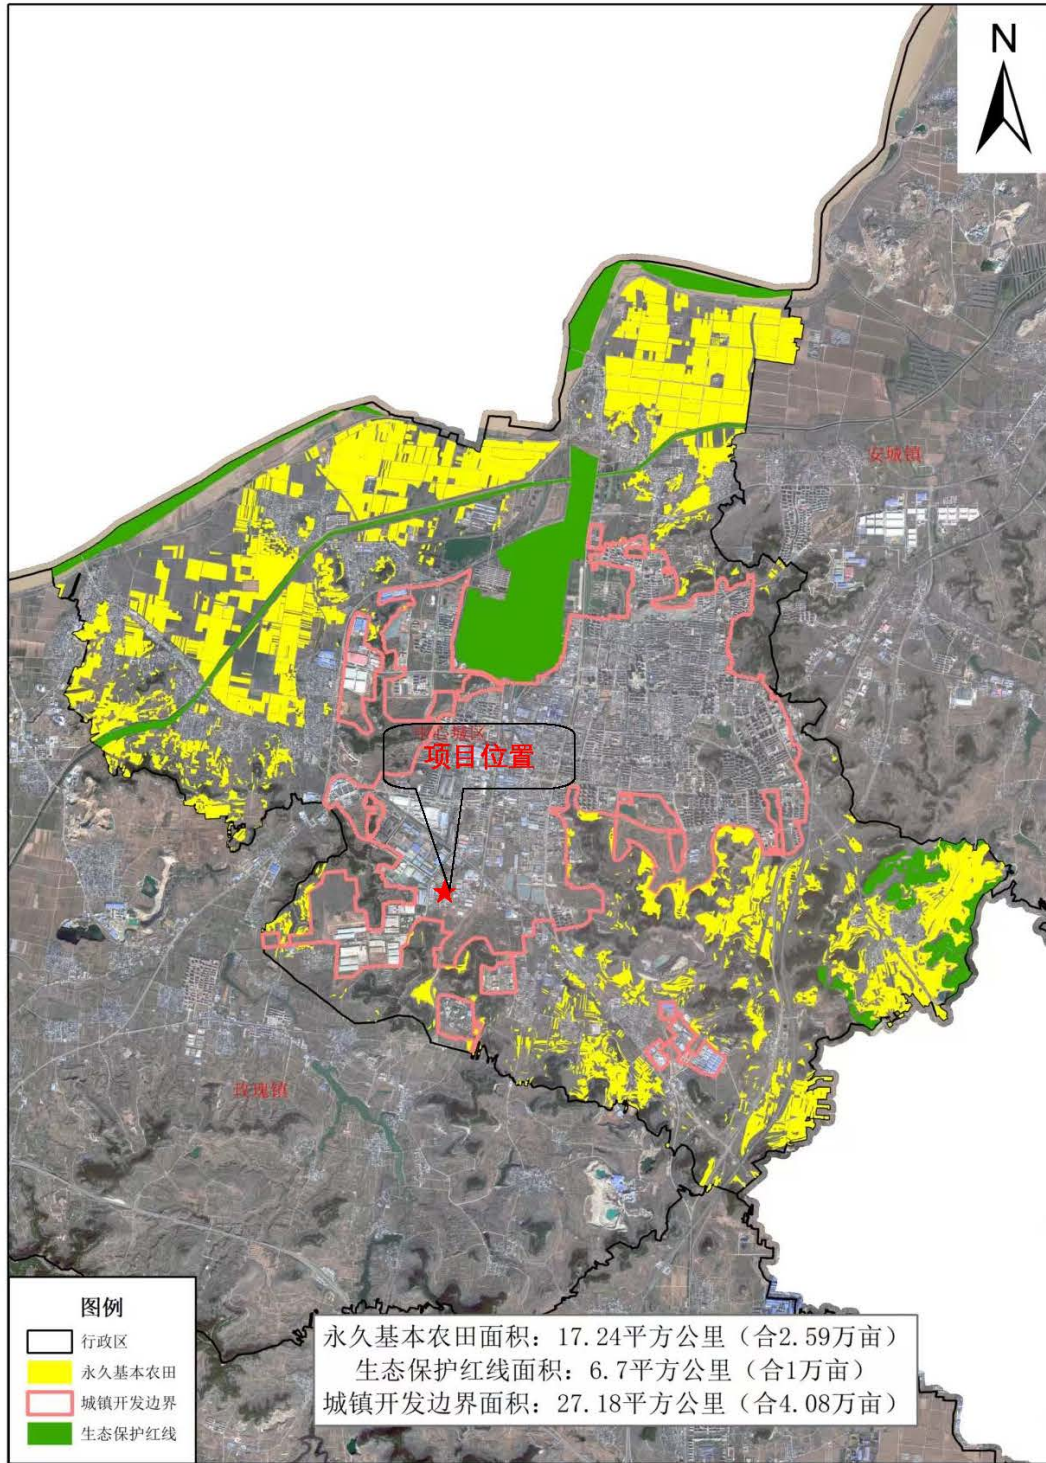 N
安城镇
项目位置
玫瑰镇
图例
行政区
永久基本农田
城镇开发边界
生态保护红线
永久基本农田面积：17.24平方公里（合2.59万亩）
生态保护红线面积：6.7平方公里（合1万亩）
城镇开发边界面积：27.18平方公里（合4.08万亩）